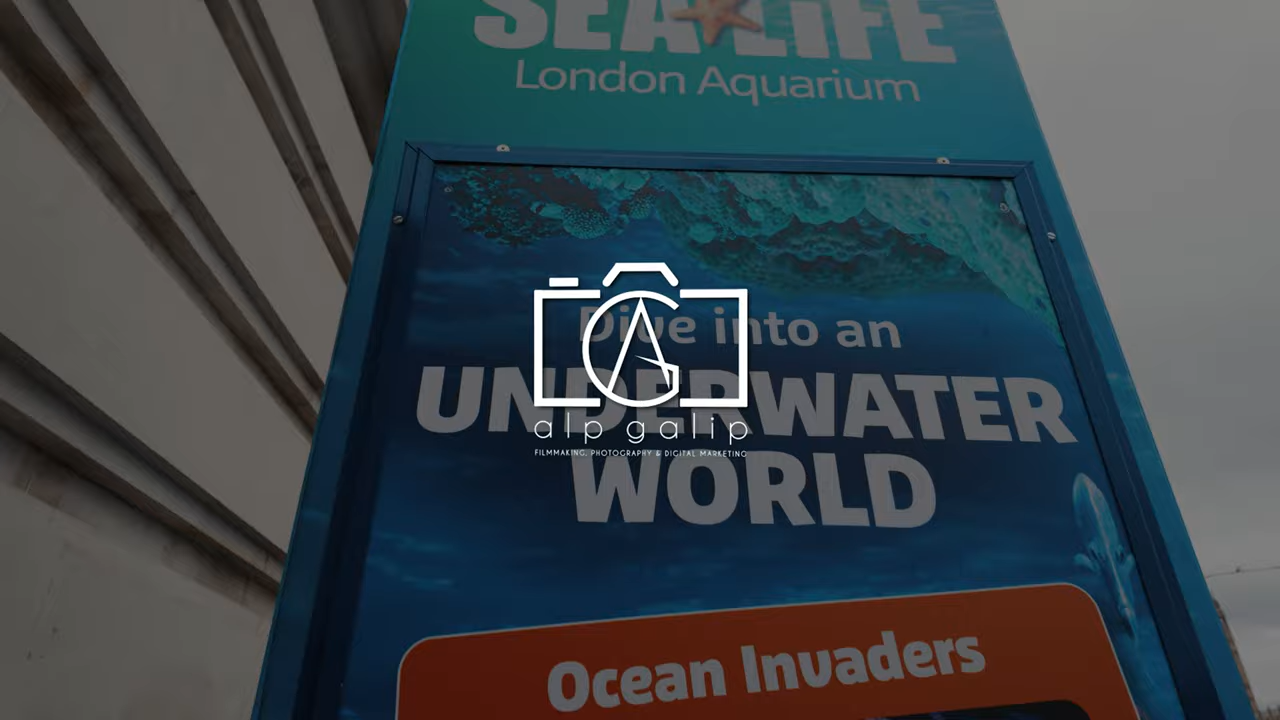 SEA LIFE
London Aquarium
Dive into an
UNDERWATER
WORLD
alp galip
FILMMAKING, PHOTOGRAPHY & DIGITAL MARKETING
Ocean Invaders